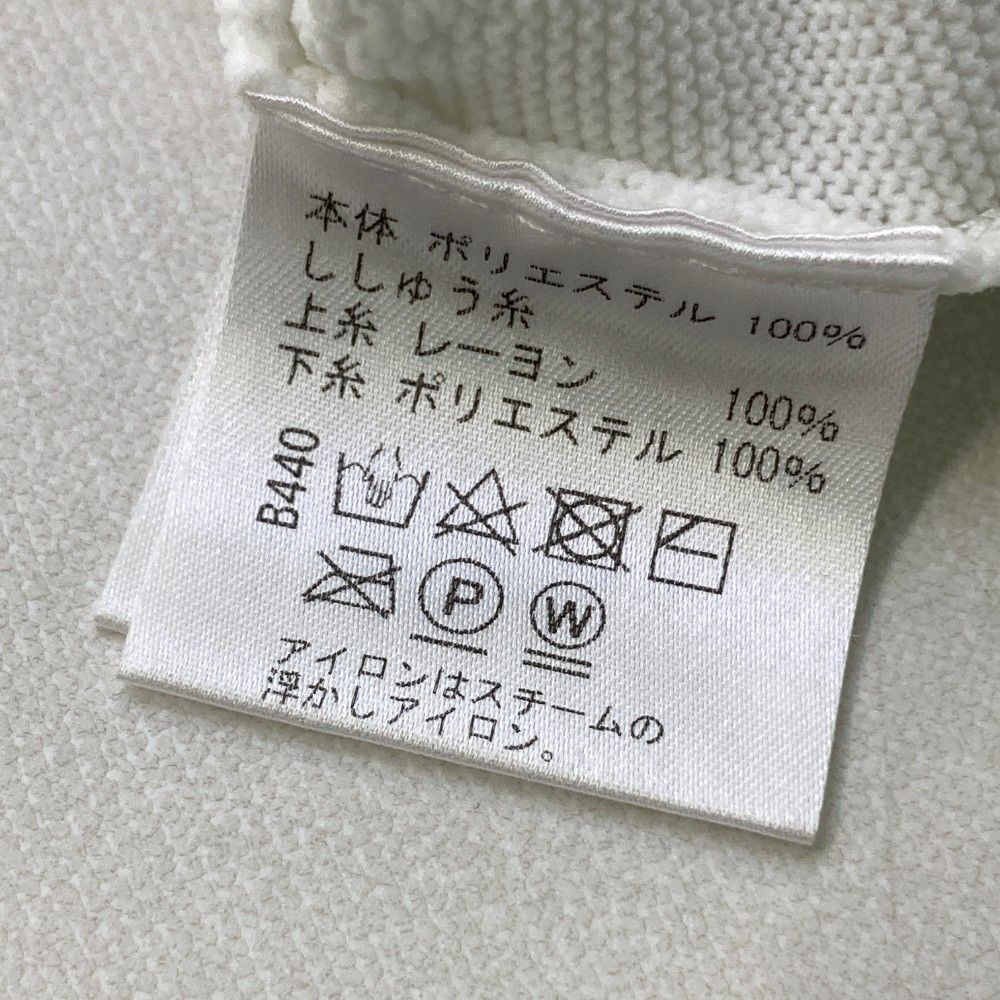 本体 ポリエステル 100%
ししゅう糸
上糸 レーヨン 100%
下糸 ポリエステル 100%
B440
P
W
アイロンはスチームの
浮かしアイロン。